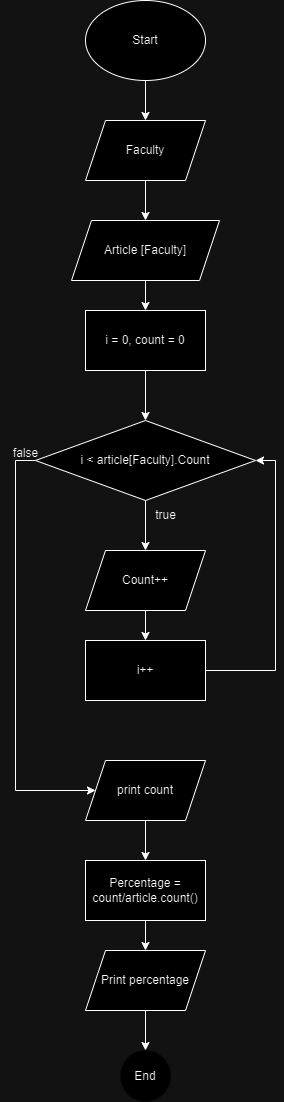 Start
Faculty
Article [Faculty]
i = 0, count = 0
i < article[Faculty].Count
false
true
Count++
i++
print count
Percentage =
count/article.count()
Print percentage
End